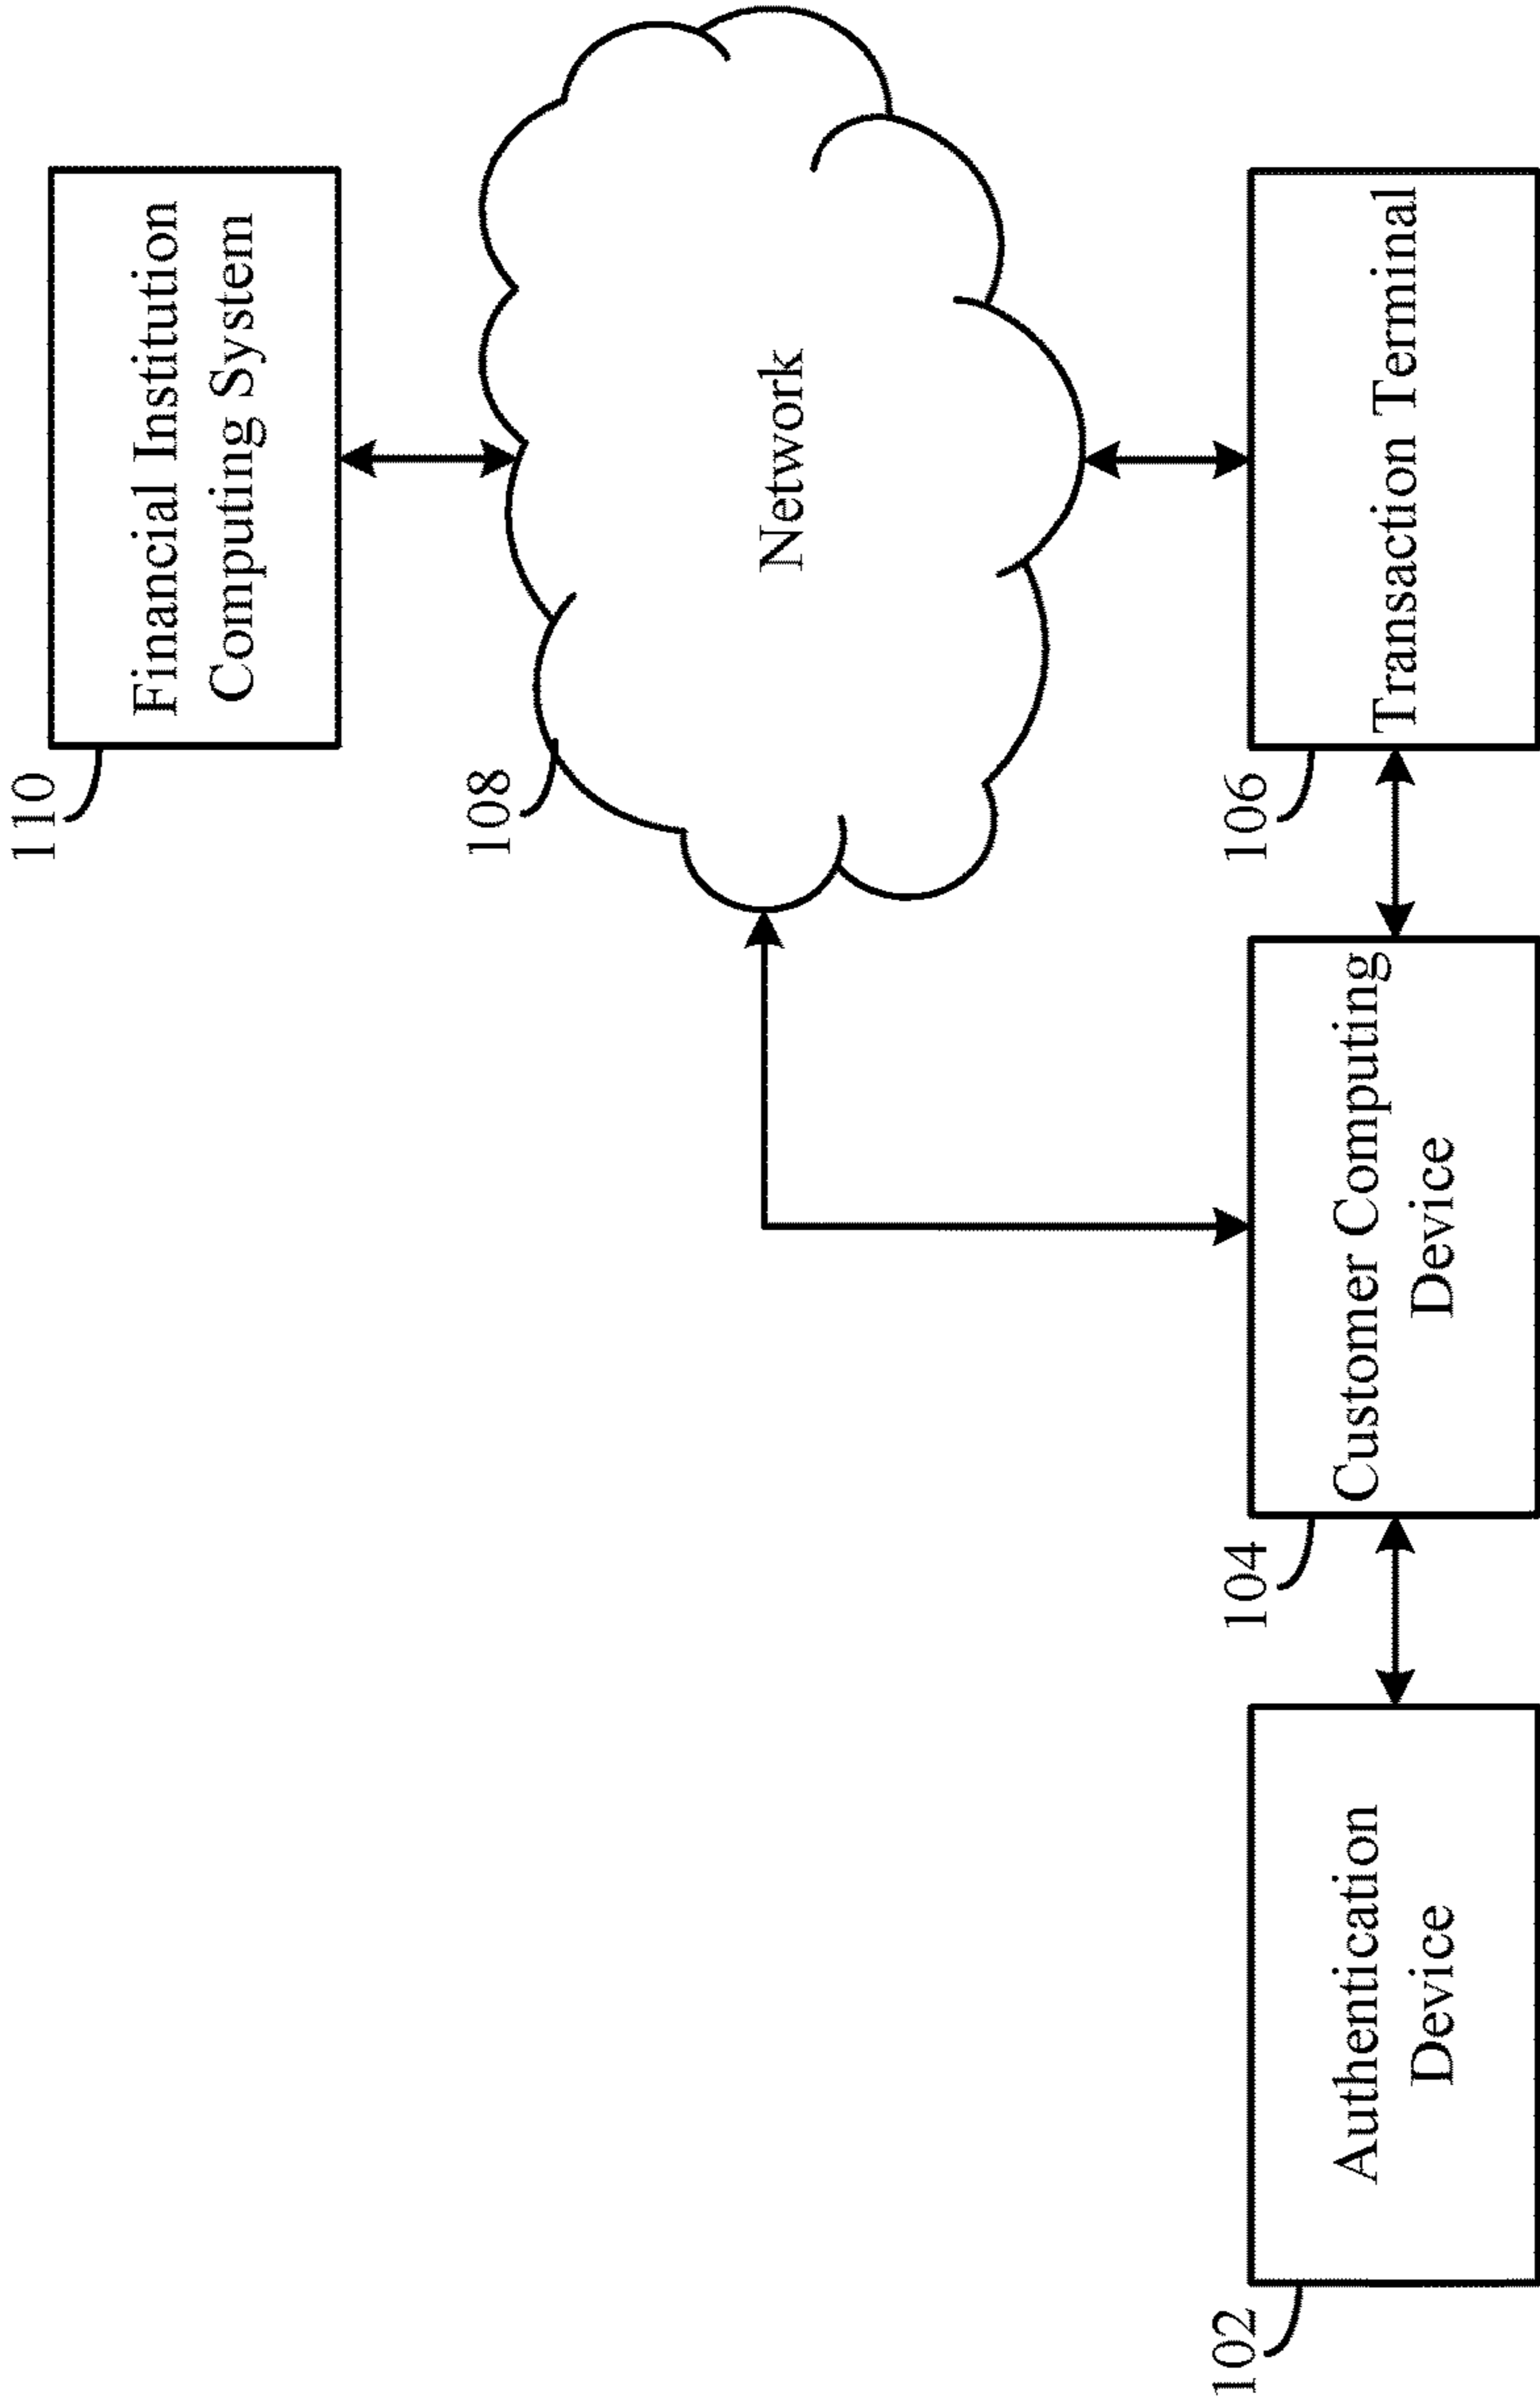 110
Financial Institution
Computing System
108
Network
102
Authentication
Device
104
Customer Computing
Device
106
Transaction Terminal